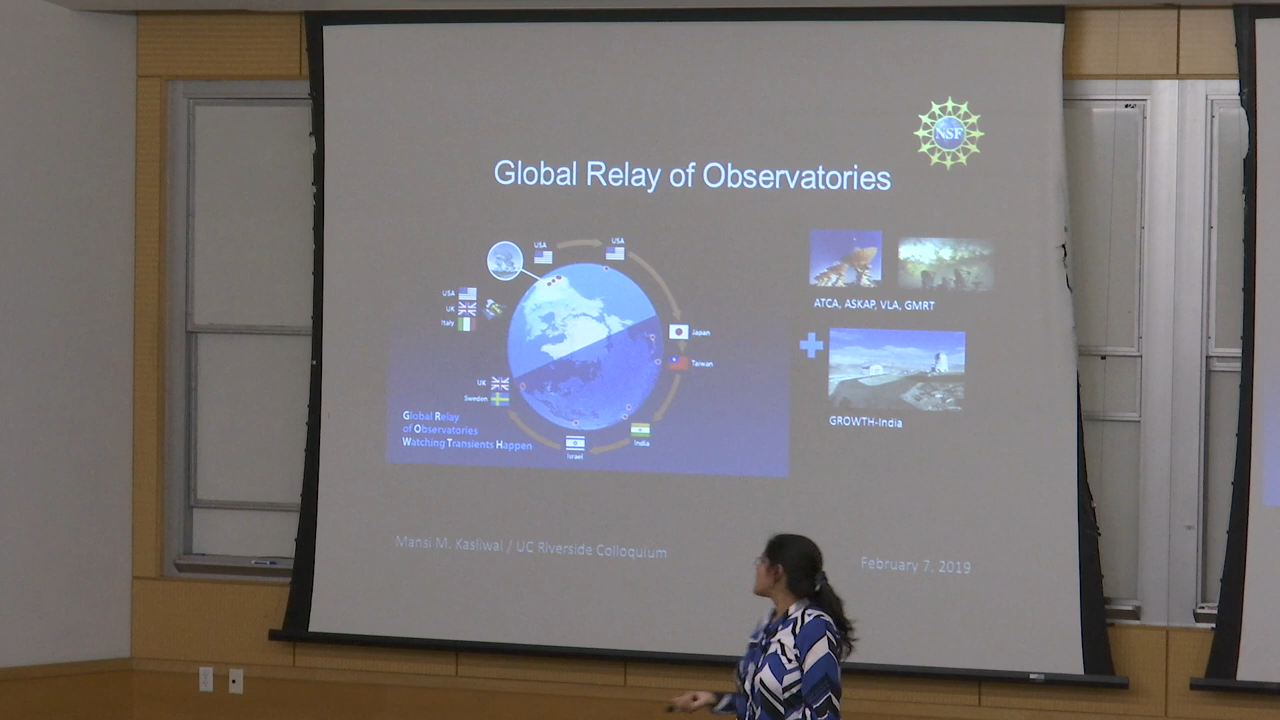 NSF
Global Relay of Observatories
USA
USA
USA
UK
Italy
Japan
Taiwan
UK
Sweden
India
Israel
Global Relay
of Observatories
Watching Transients Happen
ATCA, ASKAP, VLA, GMRT
GROWTH-India
Mansi M. Kasliwal / UC Riverside Colloquium
February 7, 2019